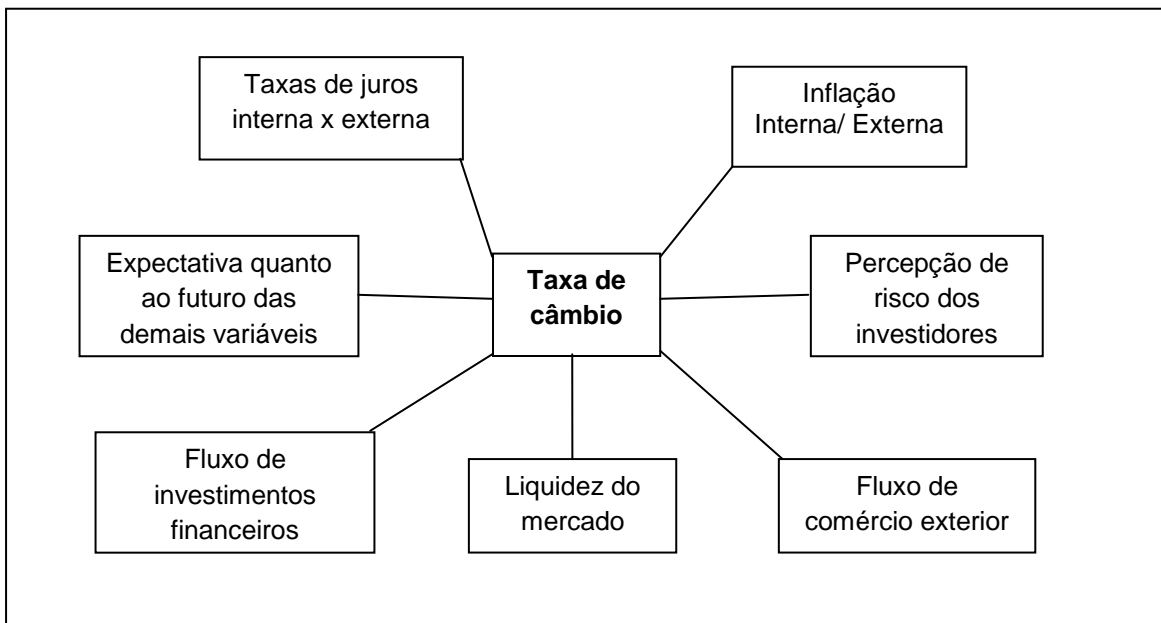 Taxas de juros
interna x externa
Inflação
Interna/ Externa
Expectativa quanto
ao futuro das
demais variáveis
Taxa de
câmbio
Percepção de
risco dos
investidores
Fluxo de
investimentos
financeiros
Liquidez do
mercado
Fluxo de
comércio exterior